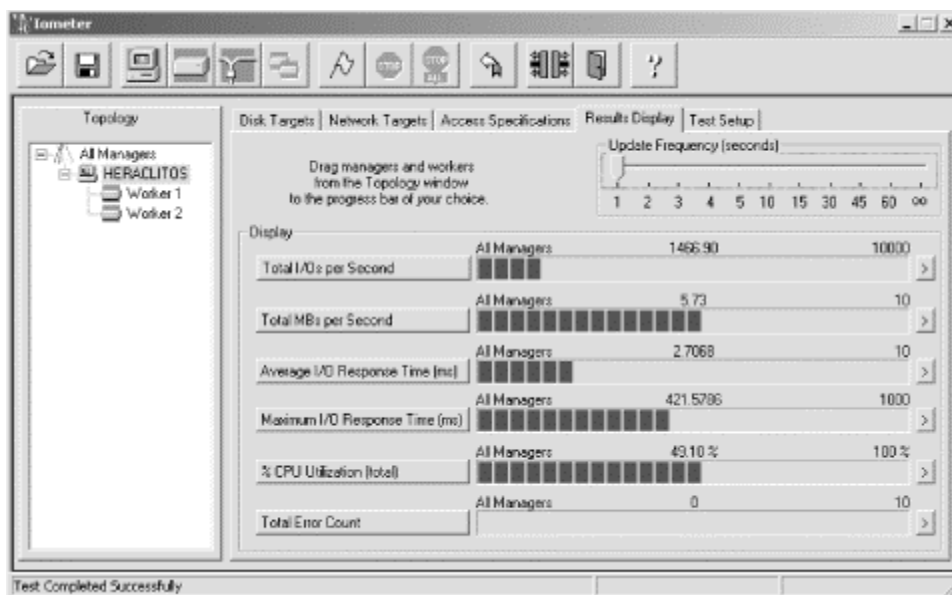 Iometer
STOP
STOP
ALL
Topology
All Managers
HERACLITOS
Worker 1
Worker 2
Disk Targets
Network Targets
Access Specifications
Results Display
Test Setup
Drag managers and workers
from the Topology window
to the progress bar of your choice.
Update Frequency (seconds)
1 2 3 4 5 10 15 30 45 60 ∞
Display
All Managers 1466.90 10000
Total I/Os per Second
>
All Managers 5.73 10
Total MBs per Second
>
All Managers 2.7068 10
Average I/O Response Time (ms)
>
All Managers 421.5786 1000
Maximum I/O Response Time (ms)
>
All Managers 49.10 % 100 %
% CPU Utilization (total)
>
All Managers 0 10
Total Error Count
>
Test Completed Successfully